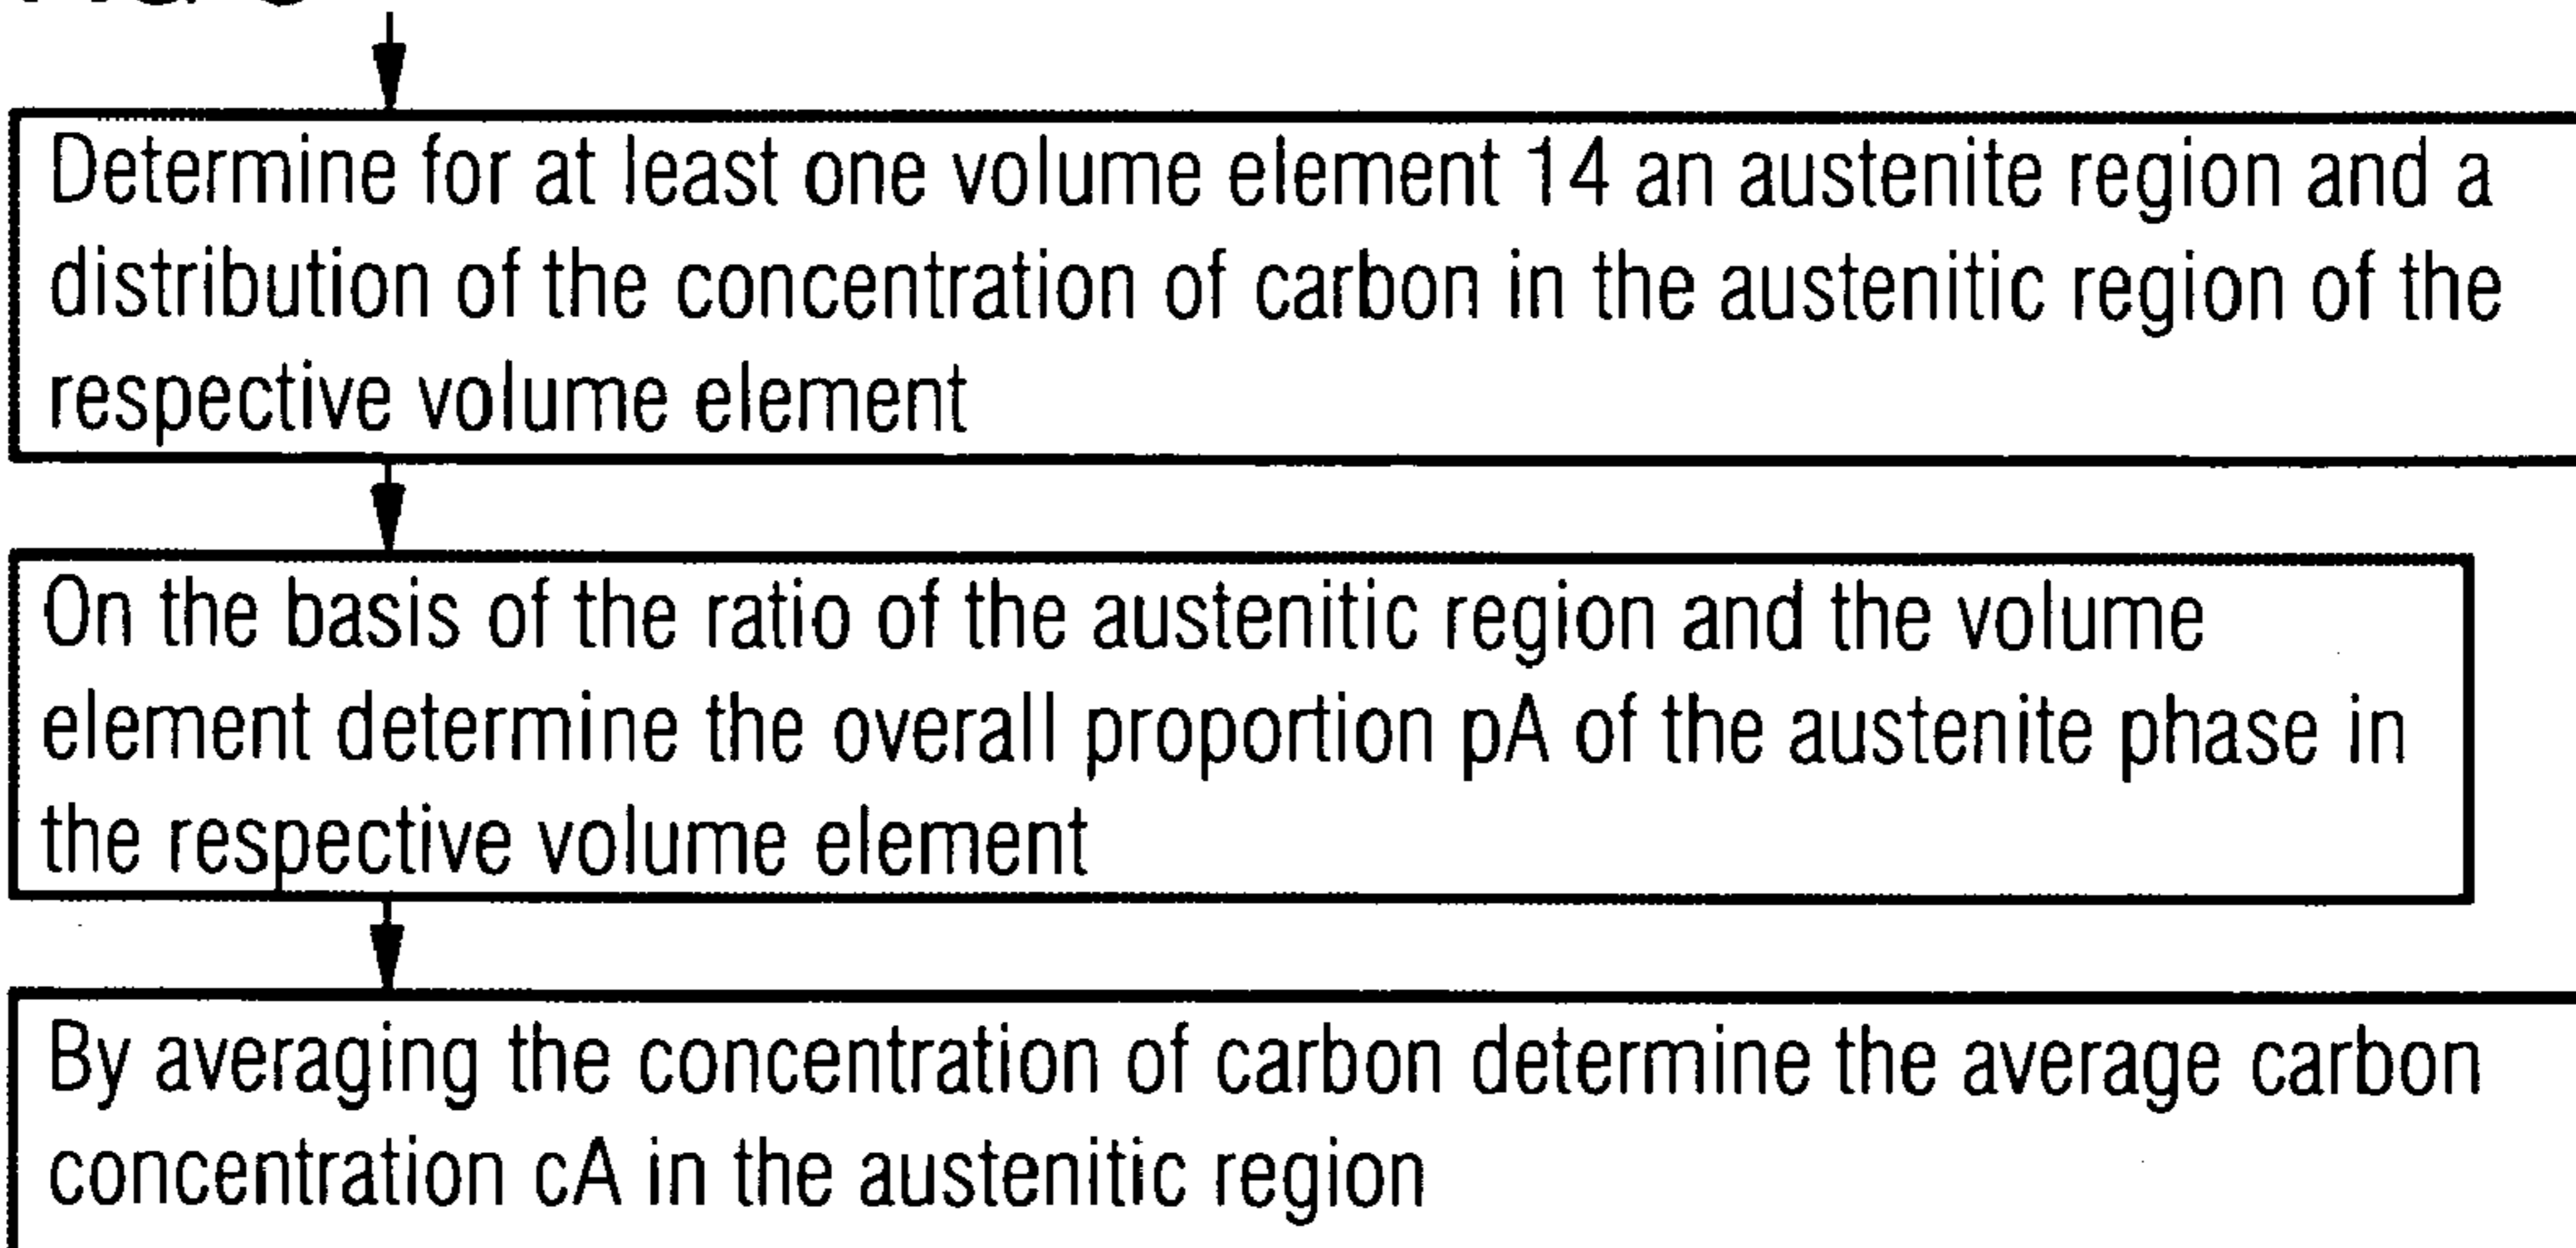 Determine for at least one volume element 14 an austenite region and a
distribution of the concentration of carbon in the austenitic region of the
respective volume element
On the basis of the ratio of the austenitic region and the volume
element determine the overall proportion pA of the austenite phase in
the respective volume element
By averaging the concentration of carbon determine the average carbon
concentration cA in the austenitic region